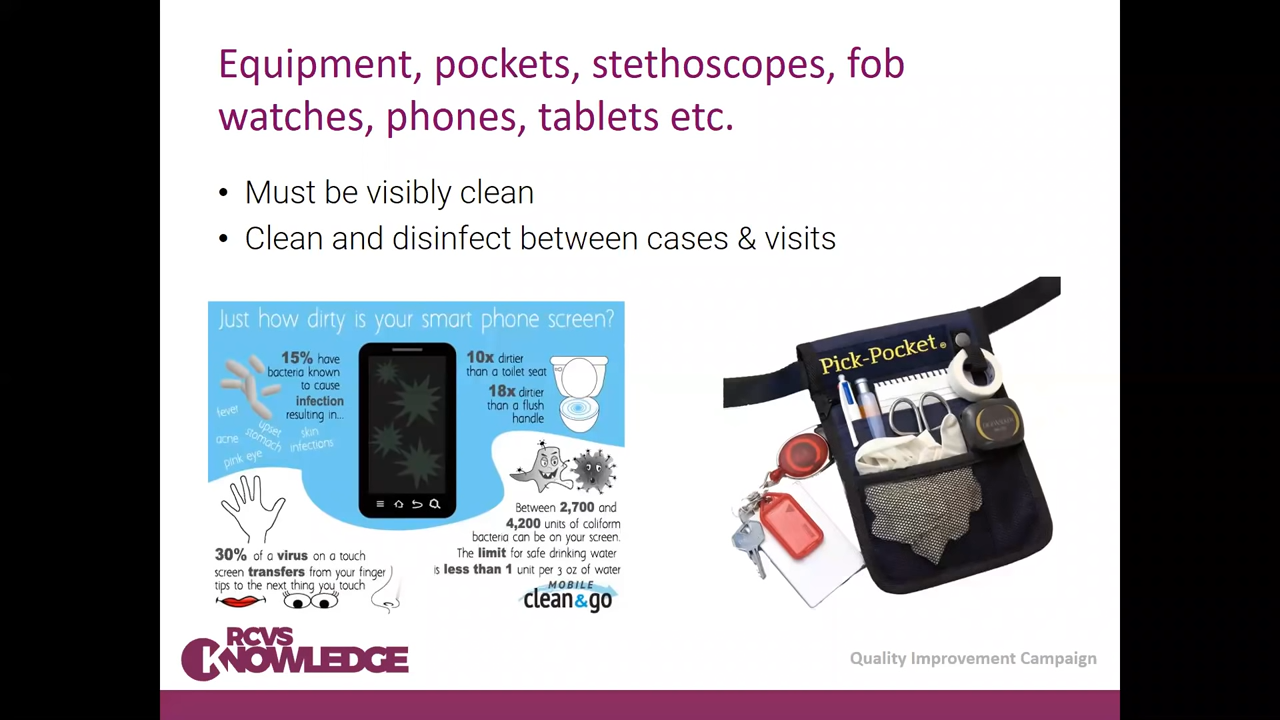 Equipment, pockets, stethoscopes, fob
watches, phones, tablets etc.
• Must be visibly clean
• Clean and disinfect between cases & visits
Just how dirty is your smart phone screen?
15% have
bacteria known
to cause
infection
resulting in...
fever
upset
stomach
skin
infections
acne
pink eye
10x dirtier
than a toilet seat
18x dirtier
than a flush
handle
Between 2,700 and
4,200 units of coliform
bacteria can be on your screen.
The limit for safe drinking water
is less than 1 unit per 3 oz of water
30% of a virus on a touch
screen transfers from your finger
tips to the next thing you touch
MOBILE
clean&go
Pick-Pocket®
RCVS
KNOWLEDGE
Quality Improvement Campaign